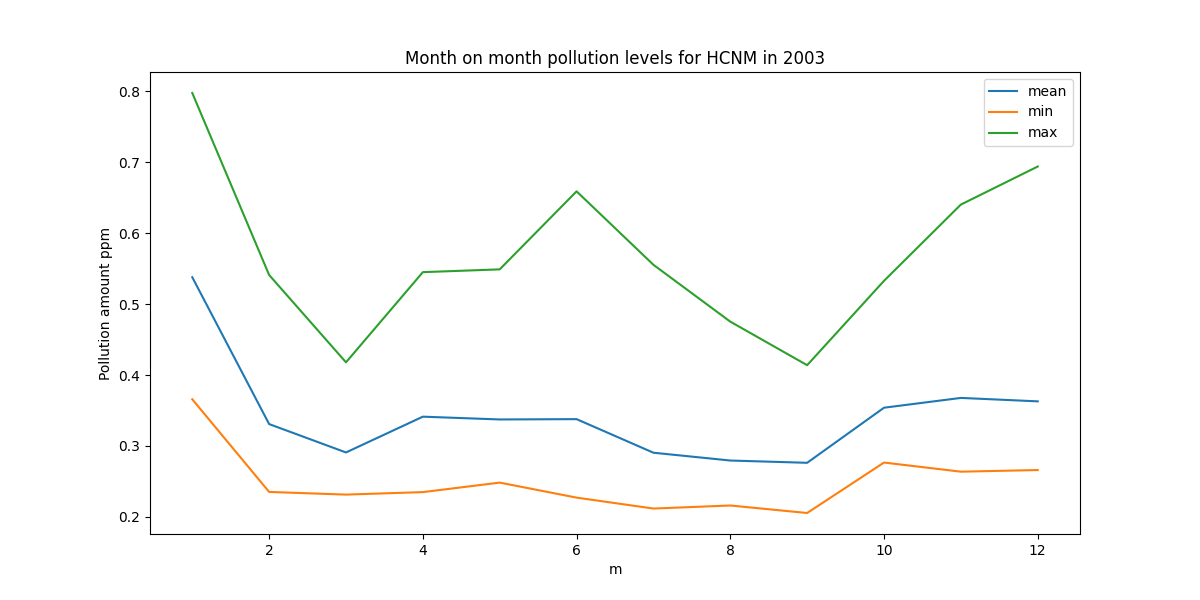 Month on month pollution levels for HCNM in 2003
0.8
0.7
0.6
0.5
0.4
0.3
0.2
Pollution amount ppm
mean
min
max
2 4 6 8 10 12
m